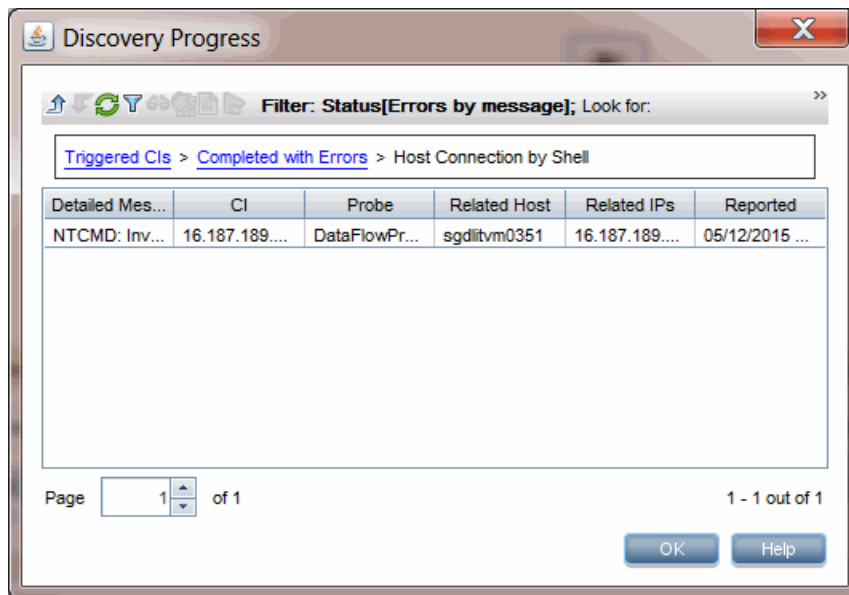 Discovery Progress
Filter: Status[Errors by message]; Look for:
Triggered CIs > Completed with Errors > Host Connection by Shell
Detailed Mes... CI Probe Related Host Related IPs Reported
NTCMD: Inv... 16.187.189.... DataFlowPr... sgdlitvm0351 16.187.189.... 05/12/2015 ...
Page 1 of 1 1 - 1 out of 1
OK Help